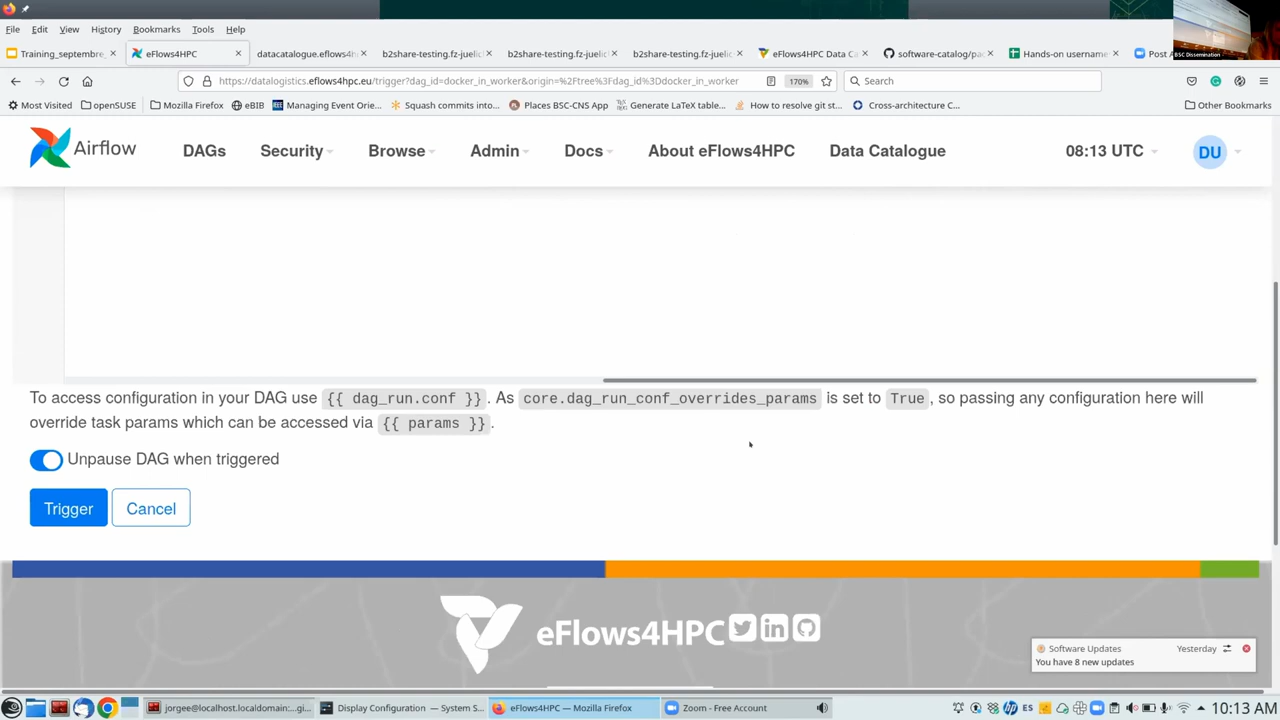 File Edit View History Bookmarks Tools Help
Training_septembre_ eFlows4HPC datacatalogue.eflows4h b2share-testing.fz-juelic b2share-testing.fz-juelic b2share-testing.fz-juelic eFlows4HPC Data Ca software-catalog/pac Hands-on username Post
BSC Dissemination
https://datalogistics.eflows4hpc.eu/trigger?dag_id=docker_in_worker&origin=%2Ftree%3Fdag_id%3Ddocker_in_worker 170% Search
Most Visited openSUSE Mozilla Firefox eBIB Managing Event Orie... Squash commits into... Places BSC-CNS App Generate LaTeX table... How to resolve git st... Cross-architecture C... Other Bookmarks
Airflow DAGs Security Browse Admin Docs About eFlows4HPC Data Catalogue 08:13 UTC DU
To access configuration in your DAG use {{ dag_run.conf }}. As core.dag_run_conf_overrides_params is set to True, so passing any configuration here will
override task params which can be accessed via {{ params }}.
Unpause DAG when triggered
Trigger Cancel
eFlows4HPC
Software Updates Yesterday
You have 8 new updates
jorgee@localhost.localdomain:...gi... Display Configuration — System S... eFlows4HPC — Mozilla Firefox Zoom - Free Account ES 10:13 AM